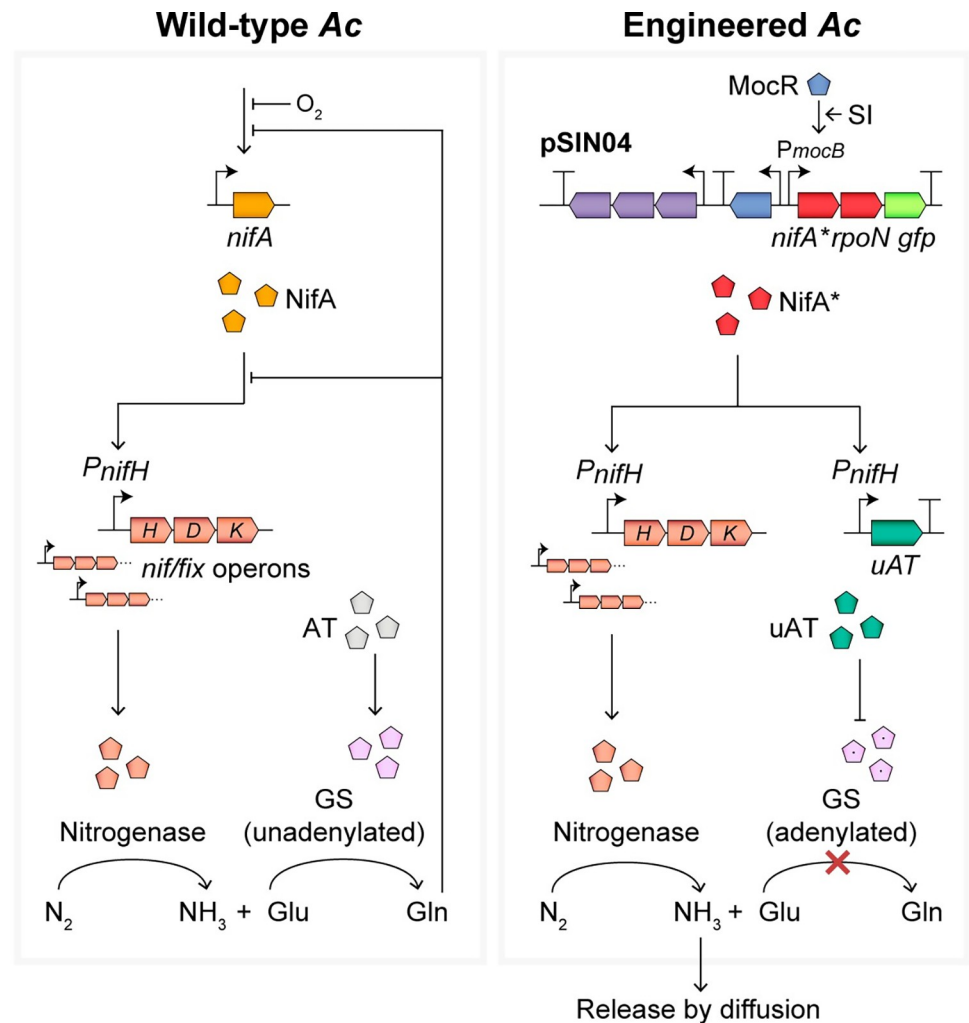 Wild-type Ac
O2
nifA
NifA
PnifH
H D K
nif/fix operons
AT
GS
Nitrogenase (unadenylated)
N2 NH3 + Glu Gln
Engineered Ac
MocR
SI
pSIN04
PmocB
nifA* rpoN gfp
NifA*
PnifH PnifH
H D K
uAT
uAT
GS
Nitrogenase (adenylated)
N2 NH3 + Glu Gln
Release by diffusion